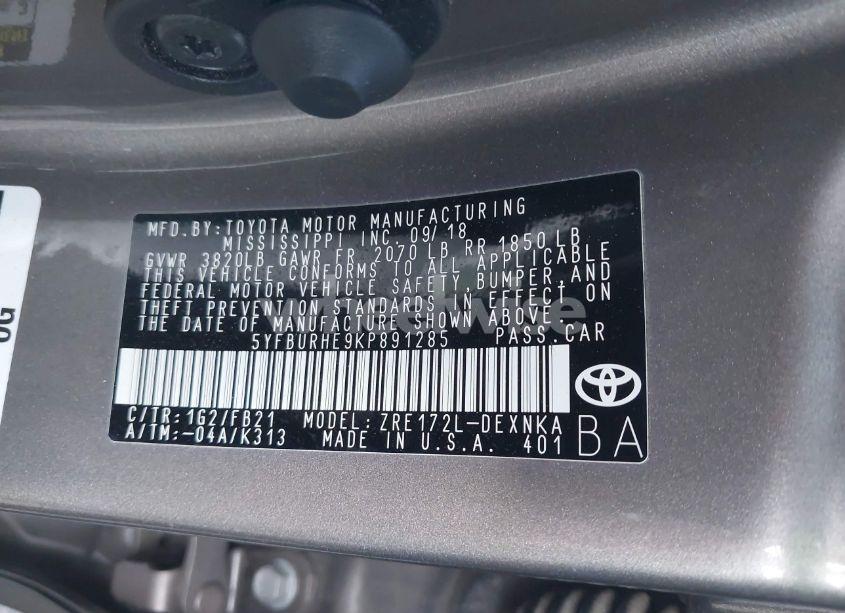 MFD. BY: TOYOTA MOTOR MANUFACTURING
MISSISSIPPI INC. 09/18
GVWR 3820LB GAWR FR. 2070 LB RR 1850 LB
THIS VEHICLE CONFORMS TO ALL APPLICABLE
FEDERAL MOTOR VEHICLE SAFETY, BUMPER, AND
THEFT PREVENTION STANDARDS IN EFFECT ON
THE DATE OF MANUFACTURE SHOWN ABOVE.
5YFBURHE9KP891285 PASS. CAR
C/TR: 1G2/FB21 MODEL: ZRE172L-DEXNKA
A/TM: -04A/K313 MADE IN U.S.A. 401
BA